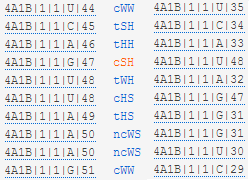 4A1B|1|1|U|44 cWW 4A1B|1|1|U|35
4A1B|1|1|C|45 tSH 4A1B|1|1|C|34
4A1B|1|1|A|46 tHH 4A1B|1|1|A|33
4A1B|1|1|G|47 cSH 4A1B|1|1|U|48
4A1B|1|1|U|48 tWH 4A1B|1|1|A|32
4A1B|1|1|U|48 cHS 4A1B|1|1|G|47
4A1B|1|1|A|49 tHS 4A1B|1|1|G|31
4A1B|1|1|A|50 ncWS 4A1B|1|1|G|31
4A1B|1|1|A|50 ncWS 4A1B|1|1|U|30
4A1B|1|1|G|51 cWW 4A1B|1|1|C|29